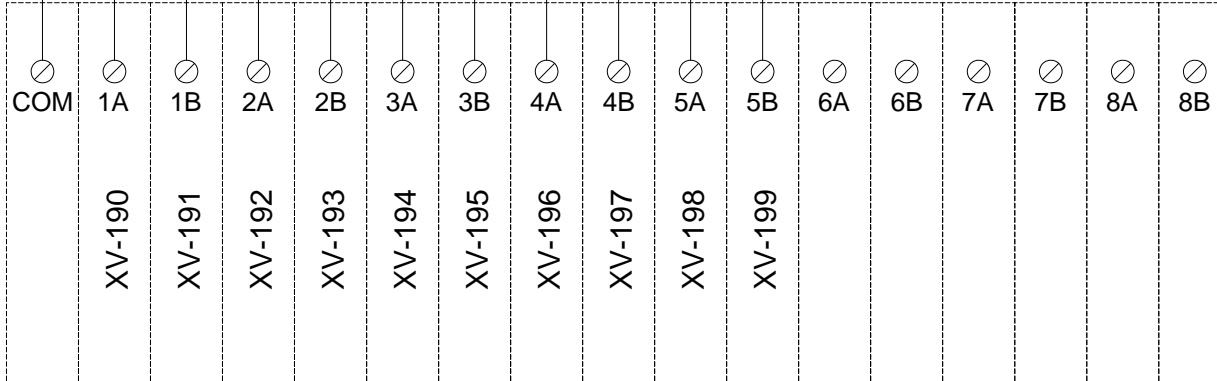 COM 1A 1B 2A 2B 3A 3B 4A 4B 5A 5B 6A 6B 7A 7B 8A 8B
XV-190
XV-191
XV-192
XV-193
XV-194
XV-195
XV-196
XV-197
XV-198
XV-199